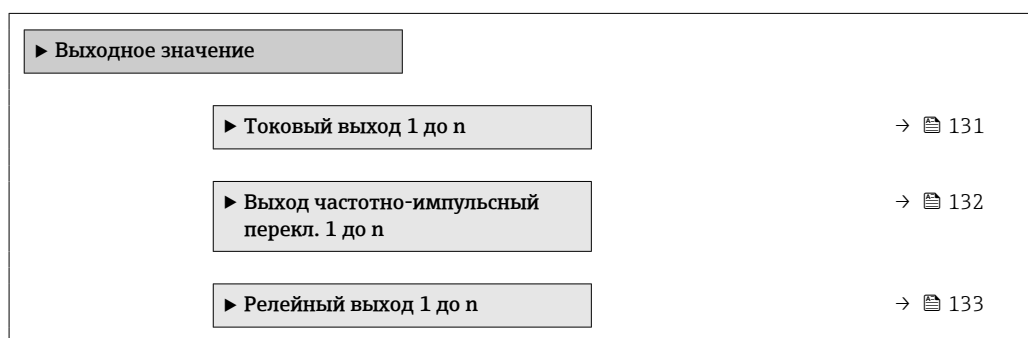 ► Выходное значение
► Токовый выход 1 до n → 131
► Выход частотно-импульсный
перекл. 1 до n → 132
► Релейный выход 1 до n → 133